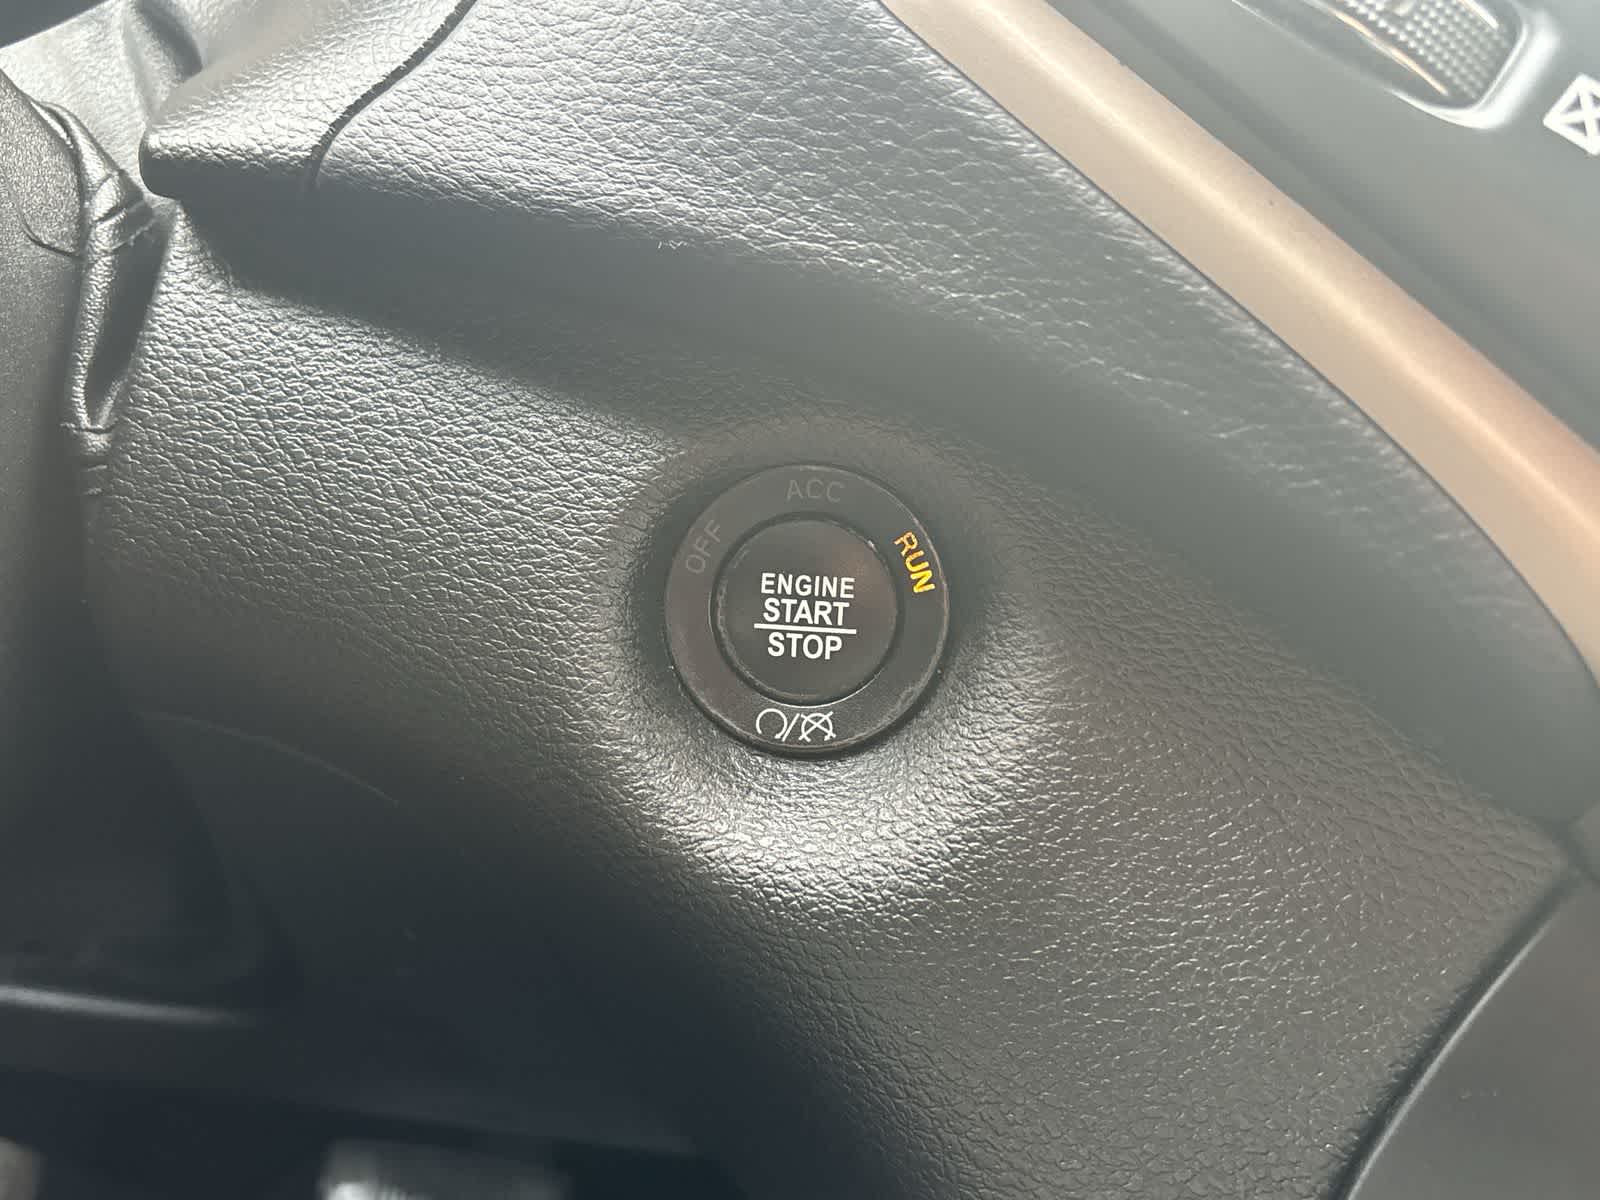 ACC
OFF
RUN
ENGINE
START
STOP